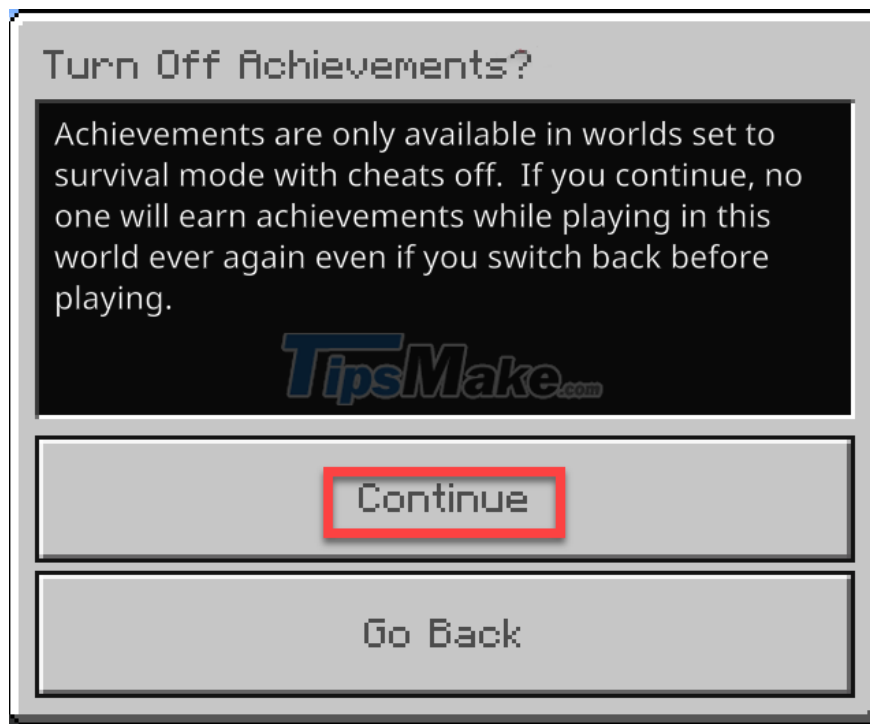 Turn Off Achievements?
Achievements are only available in worlds set to
survival mode with cheats off.  If you continue, no
one will earn achievements while playing in this
world ever again even if you switch back before
playing.
TipsMake.com
Continue
Go Back